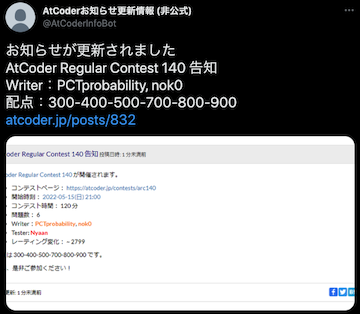 AtCoderお知らせ更新情報 (非公式)
@AtCoderInfoBot
お知らせが更新されました
AtCoder Regular Contest 140 告知
Writer：PCTprobability, nok0
配点：300-400-500-700-800-900
atcoder.jp/posts/832
coder Regular Contest 140 告知 投稿日時: 1 分未満前
coder Regular Contest 140 が開催されます。
コンテストページ： https://atcoder.jp/contests/arc140
開始時刻： 2022-05-15(日) 21:00
コンテスト時間： 120 分
問題数： 6
Writer： PCTprobability, nok0
Tester: Nyaan
レーティング変化： ~ 2799
は 300-400-500-700-800-900 です。
、是非ご参加ください！
更新: 1 分未満前